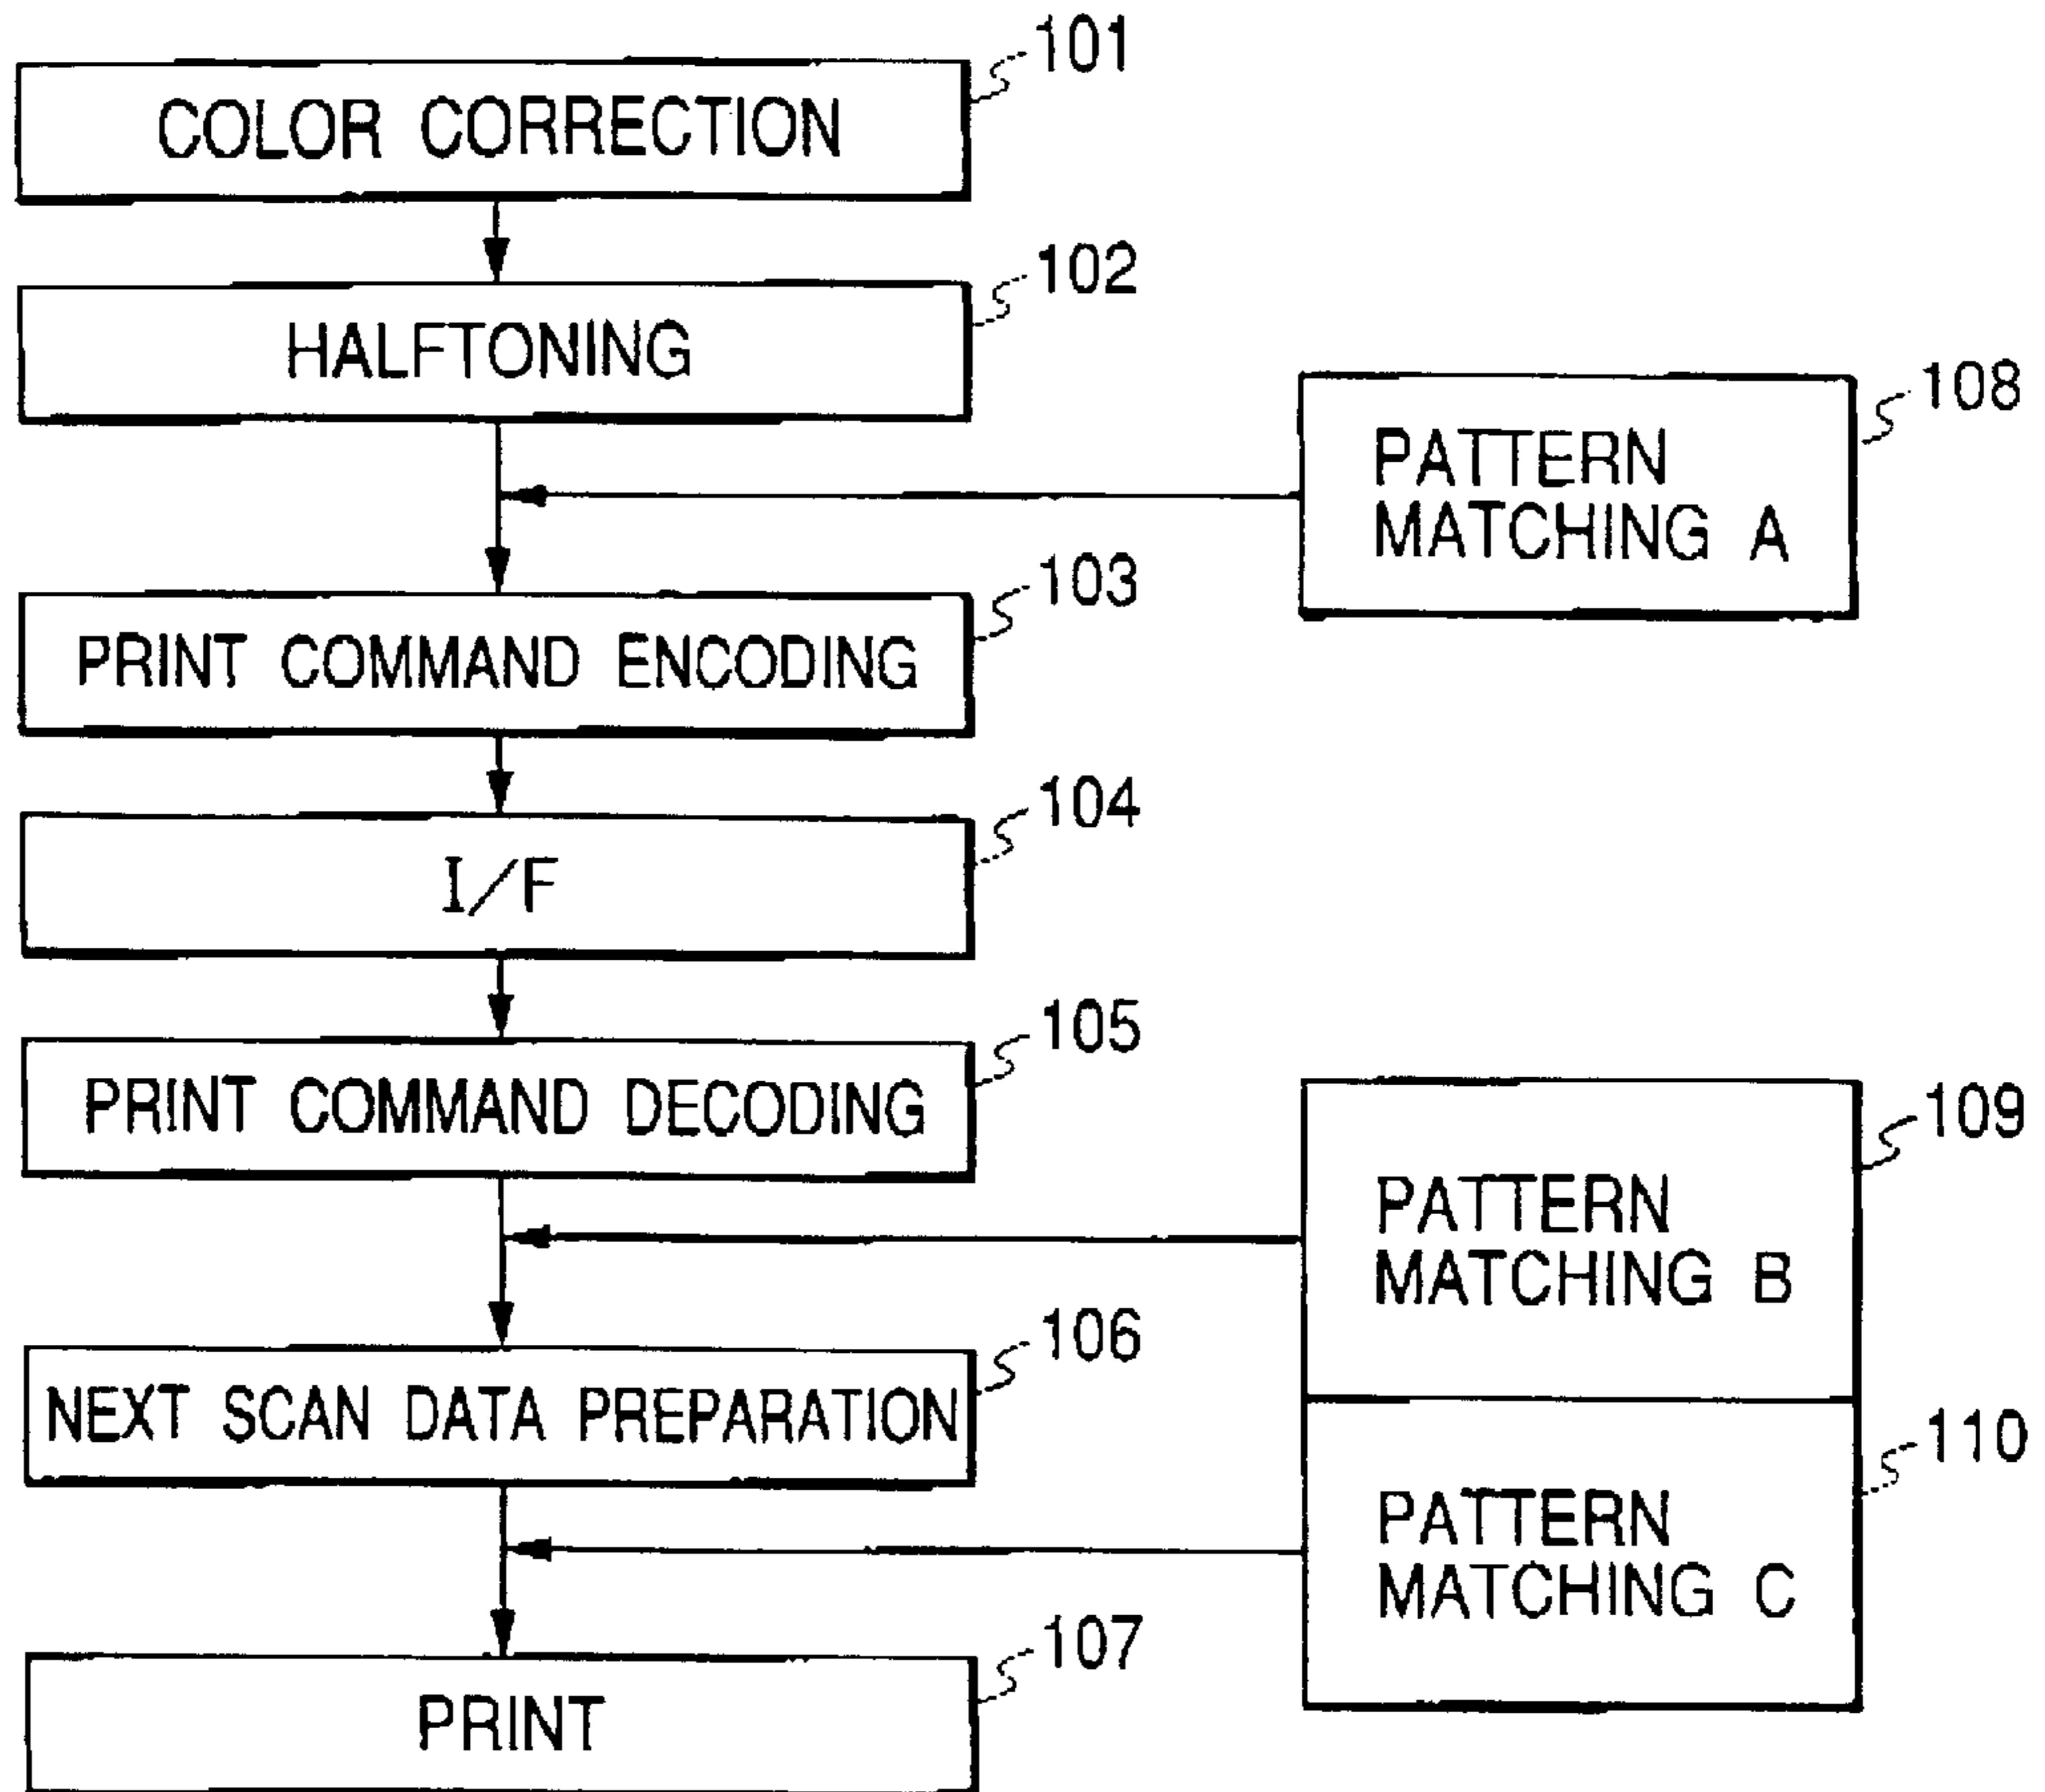 101
COLOR CORRECTION
102
HALFTONING
108
PATTERN
MATCHING A
103
PRINT COMMAND ENCODING
104
I/F
105
PRINT COMMAND DECODING
109
PATTERN
MATCHING B
106
NEXT SCAN DATA PREPARATION
110
PATTERN
MATCHING C
107
PRINT